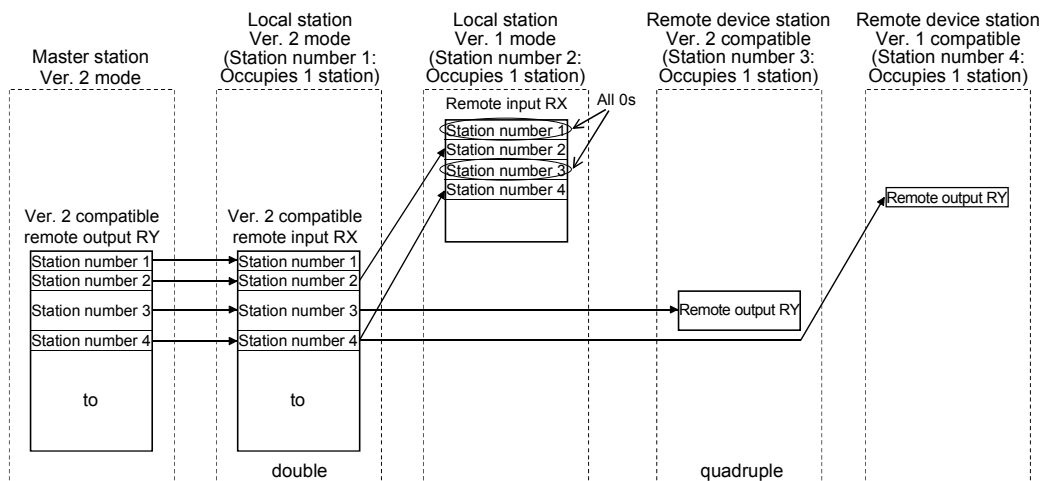 Master station
Ver. 2 mode
Local station
Ver. 2 mode
(Station number 1:
Occupies 1 station)
Local station
Ver. 1 mode
(Station number 2:
Occupies 1 station)
Remote device station
Ver. 2 compatible
(Station number 3:
Occupies 1 station)
Remote device station
Ver. 1 compatible
(Station number 4:
Occupies 1 station)
Remote input RX
All 0s
Station number 1
Station number 2
Station number 3
Station number 4
Remote output RY
Ver. 2 compatible
remote output RY
Station number 1
Station number 2
Station number 3
Station number 4
to
Ver. 2 compatible
remote input RX
Station number 1
Station number 2
Station number 3
Station number 4
to
Remote output RY
double
quadruple